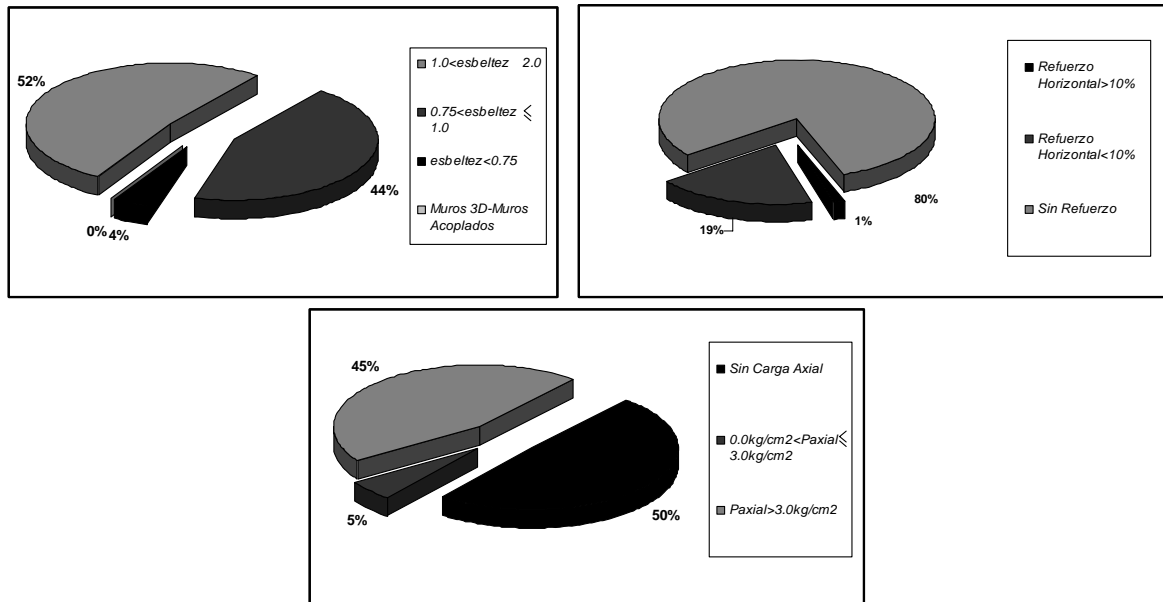 52%
44%
0%
4%
1.0<esbeltez 2.0
0.75<esbeltez ≤
1.0
esbeltez<0.75
Muros 3D-Muros
Acoplados
80%
19%
1%
Refuerzo
Horizontal>10%
Refuerzo
Horizontal<10%
Sin Refuerzo
45%
5%
50%
Sin Carga Axial
0.0kg/cm2<Paxial≤
3.0kg/cm2
Paxial>3.0kg/cm2